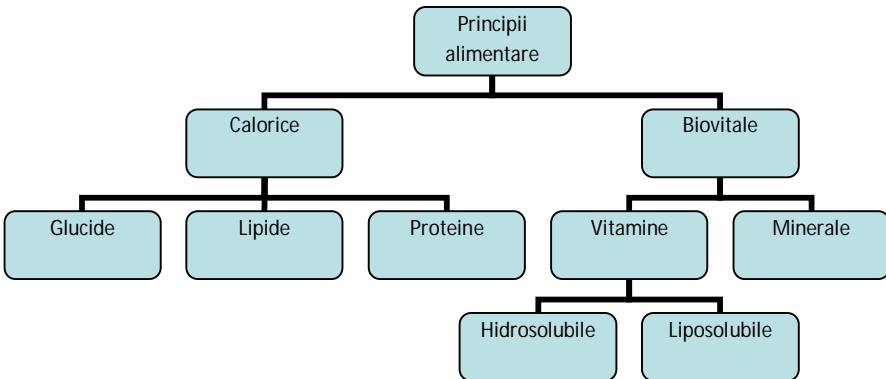 Principii
alimentare
Calorice
Biovitale
Glucide
Lipide
Proteine
Vitamine
Minerale
Hidrosolubile
Liposolubile